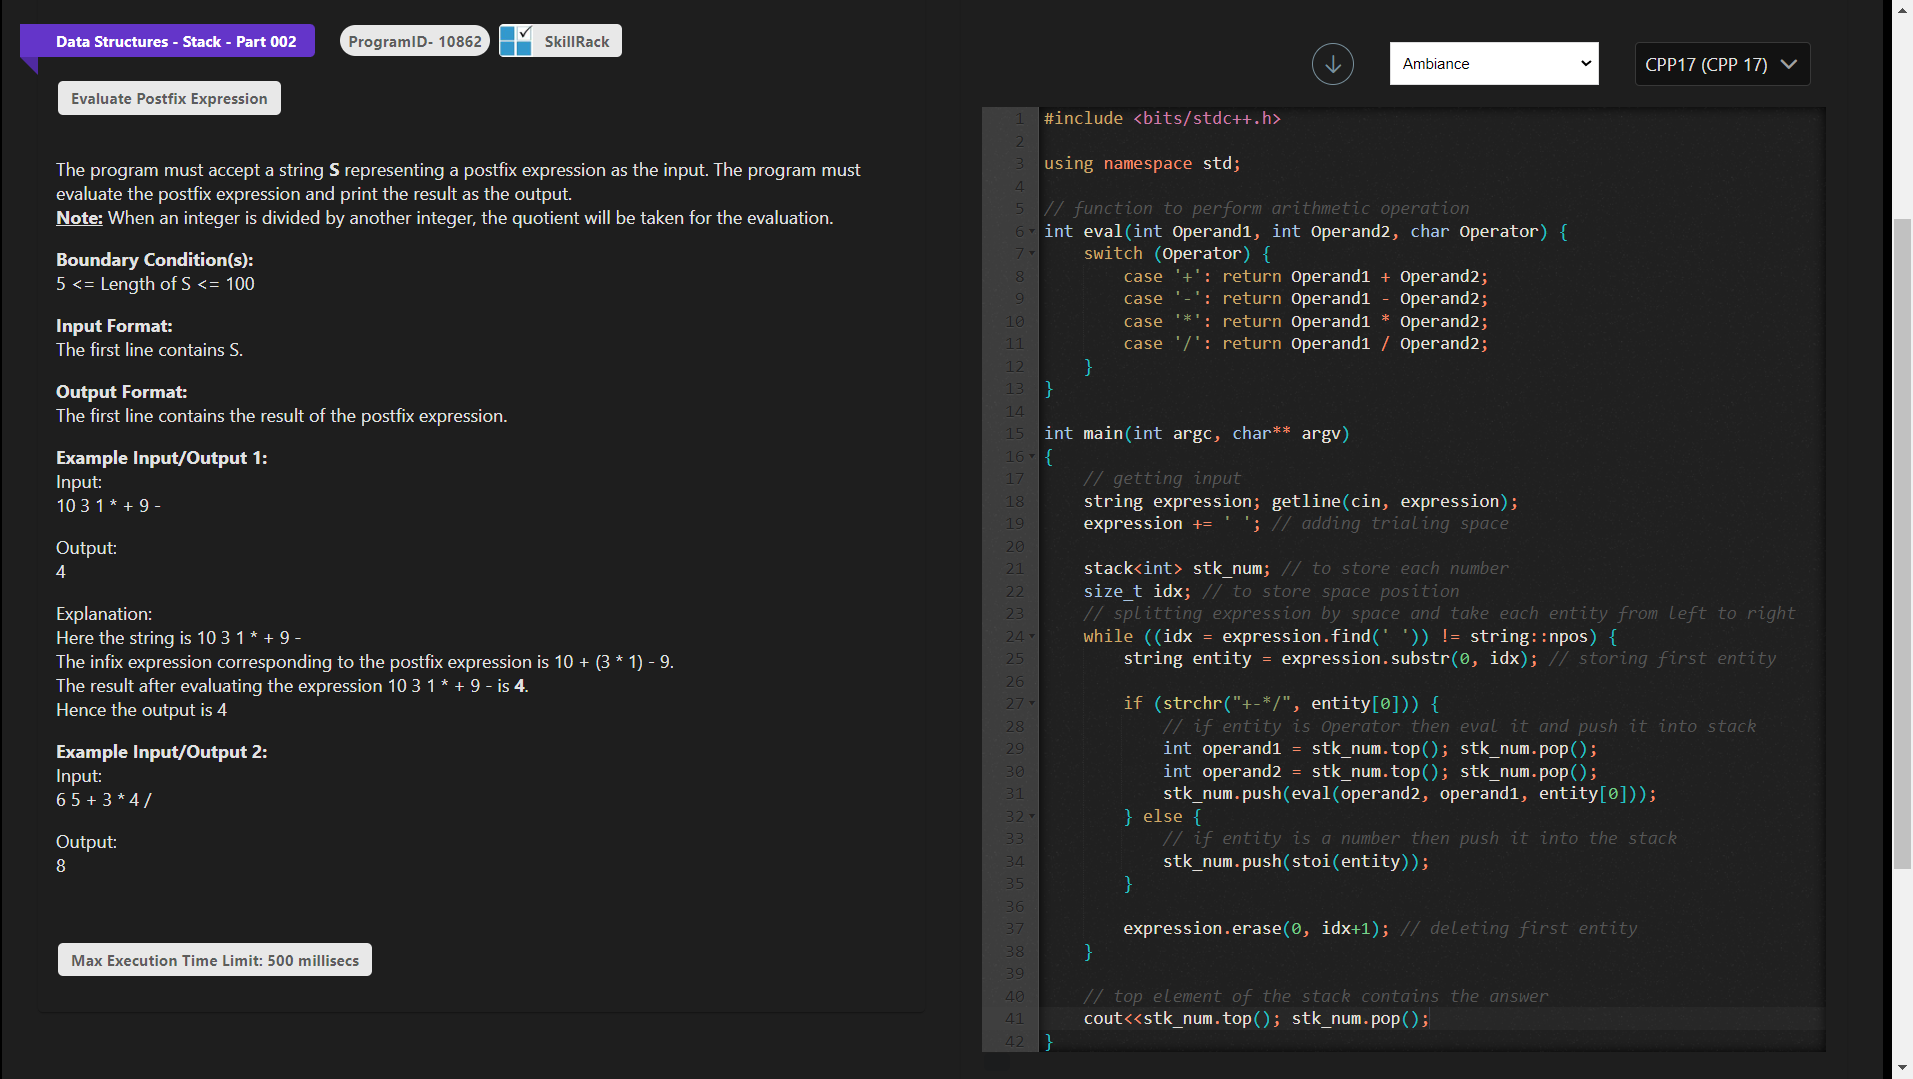 Data Structures - Stack - Part 002
ProgramID- 10862
SkillRack
Evaluate Postfix Expression
The program must accept a string S representing a postfix expression as the input. The program must
evaluate the postfix expression and print the result as the output.
Note: When an integer is divided by another integer, the quotient will be taken for the evaluation.
Boundary Condition(s):
5 <= Length of S <= 100
Input Format:
The first line contains S.
Output Format:
The first line contains the result of the postfix expression.
Example Input/Output 1:
Input:
10 3 1 * + 9 -
Output:
4
Explanation:
Here the string is 10 3 1 * + 9 -
The infix expression corresponding to the postfix expression is 10 + (3 * 1) - 9.
The result after evaluating the expression 10 3 1 * + 9 - is 4.
Hence the output is 4
Example Input/Output 2:
Input:
6 5 + 3 * 4 /
Output:
8
Max Execution Time Limit: 500 millisecs
Ambiance
CPP17 (CPP 17)
1 #include <bits/stdc++.h>
2
3 using namespace std;
4
5 // function to perform arithmetic operation
6 int eval(int Operand1, int Operand2, char Operator) {
7     switch (Operator) {
8         case '+': return Operand1 + Operand2;
9         case '-': return Operand1 - Operand2;
10         case '*': return Operand1 * Operand2;
11         case '/': return Operand1 / Operand2;
12     }
13 }
14
15 int main(int argc, char** argv)
16 {
17     // getting input
18     string expression; getline(cin, expression);
19     expression += ' '; // adding trialing space
20
21     stack<int> stk_num; // to store each number
22     size_t idx; // to store space position
23     // splitting expression by space and take each entity from left to right
24     while ((idx = expression.find(' ')) != string::npos) {
25         string entity = expression.substr(0, idx); // storing first entity
26
27         if (strchr("+-*/", entity[0])) {
28             // if entity is Operator then eval it and push it into stack
29             int operand1 = stk_num.top(); stk_num.pop();
30             int operand2 = stk_num.top(); stk_num.pop();
31             stk_num.push(eval(operand2, operand1, entity[0]));
32         } else {
33             // if entity is a number then push it into the stack
34             stk_num.push(stoi(entity));
35         }
36
37         expression.erase(0, idx+1); // deleting first entity
38     }
39
40     // top element of the stack contains the answer
41     cout<<stk_num.top(); stk_num.pop();
42 }